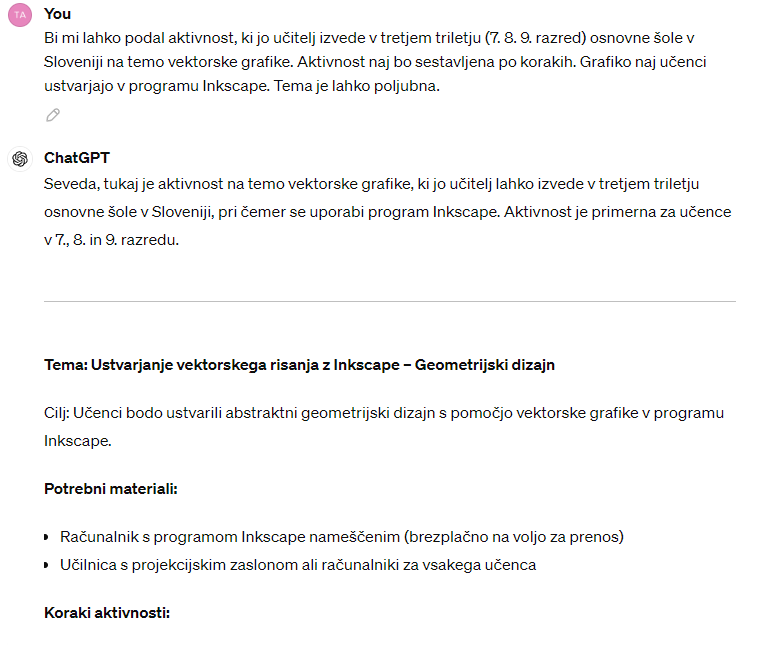 TA
You
Bi mi lahko podal aktivnost, ki jo učitelj izvede v tretjem triletju (7. 8. 9. razred) osnovne šole v
Sloveniji na temo vektorske grafike. Aktivnost naj bo sestavljena po korakih. Grafiko naj učenci
ustvarjajo v programu Inkscape. Tema je lahko poljubna.
ChatGPT
Seveda, tukaj je aktivnost na temo vektorske grafike, ki jo učitelj lahko izvede v tretjem triletju
osnovne šole v Sloveniji, pri čemer se uporabi program Inkscape. Aktivnost je primerna za učence
v 7., 8. in 9. razredu.
Tema: Ustvarjanje vektorskega risanja z Inkscape – Geometrijski dizajn
Cilj: Učenci bodo ustvarili abstraktni geometrijski dizajn s pomočjo vektorske grafike v programu
Inkscape.
Potrebni materiali:
• Računalnik s programom Inkscape nameščenim (brezplačno na voljo za prenos)
• Učilnica s projekcijskim zaslonom ali računalniki za vsakega učenca
Koraki aktivnosti: